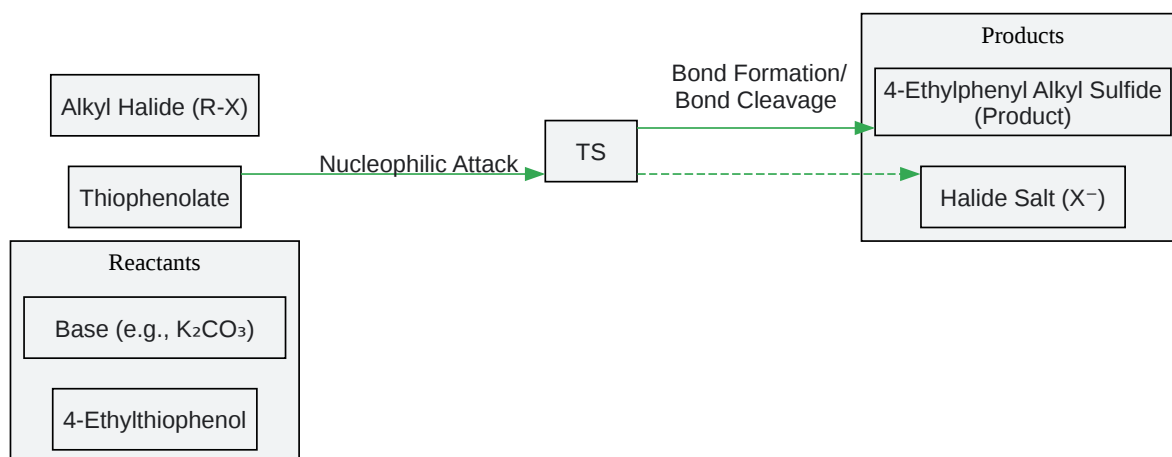 Alkyl Halide (R-X)
Thiophenolate
Reactants
Base (e.g., K₂CO₃)
4-Ethylthiophenol
Nucleophilic Attack
TS
Bond Formation/
Bond Cleavage
Products
4-Ethylphenyl Alkyl Sulfide
(Product)
Halide Salt (X⁻)